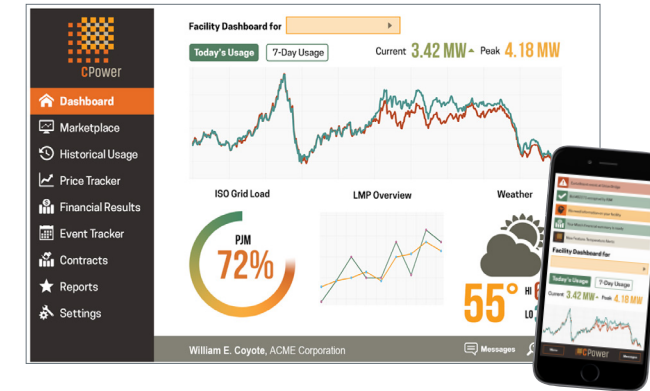 CPower
Dashboard
Marketplace
Historical Usage
Price Tracker
Financial Results
Event Tracker
Contracts
Reports
Settings
Facility Dashboard for
Today's Usage 7-Day Usage Current 3.42 MW Peak 4.18 MW
ISO Grid Load LMP Overview Weather
PJM
72%
55° HI
LO
William E. Coyote, ACME Corporation Messages
Facility Dashboard for
Today's Usage 7-Day Usage
Current 3.42 MW Peak 4.18 MW
CPower